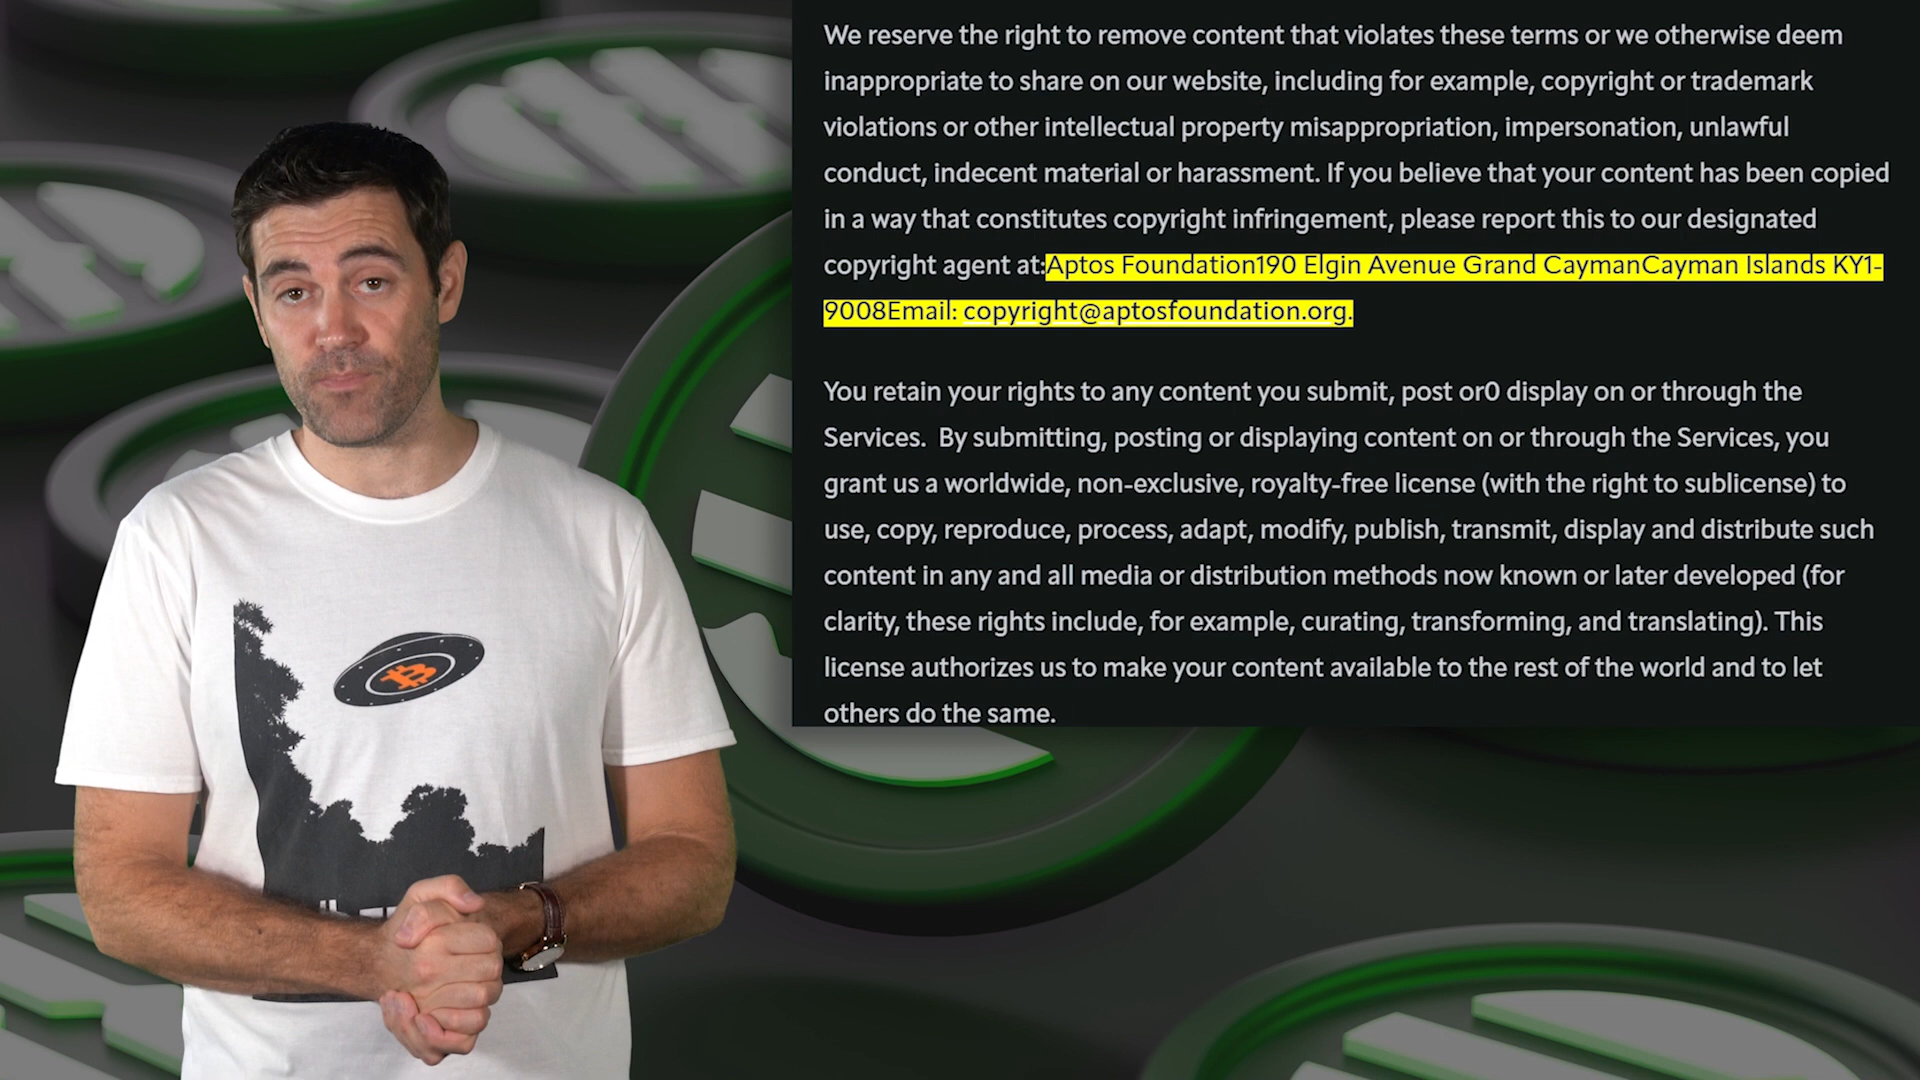 We reserve the right to remove content that violates these terms or we otherwise deem
inappropriate to share on our website, including for example, copyright or trademark
violations or other intellectual property misappropriation, impersonation, unlawful
conduct, indecent material or harassment. If you believe that your content has been copied
in a way that constitutes copyright infringement, please report this to our designated
copyright agent at:Aptos Foundation190 Elgin Avenue Grand CaymanCayman Islands KY1-
9008Email: copyright@aptosfoundation.org.
You retain your rights to any content you submit, post or0 display on or through the
Services.  By submitting, posting or displaying content on or through the Services, you
grant us a worldwide, non-exclusive, royalty-free license (with the right to sublicense) to
use, copy, reproduce, process, adapt, modify, publish, transmit, display and distribute such
content in any and all media or distribution methods now known or later developed (for
clarity, these rights include, for example, curating, transforming, and translating). This
license authorizes us to make your content available to the rest of the world and to let
others do the same.